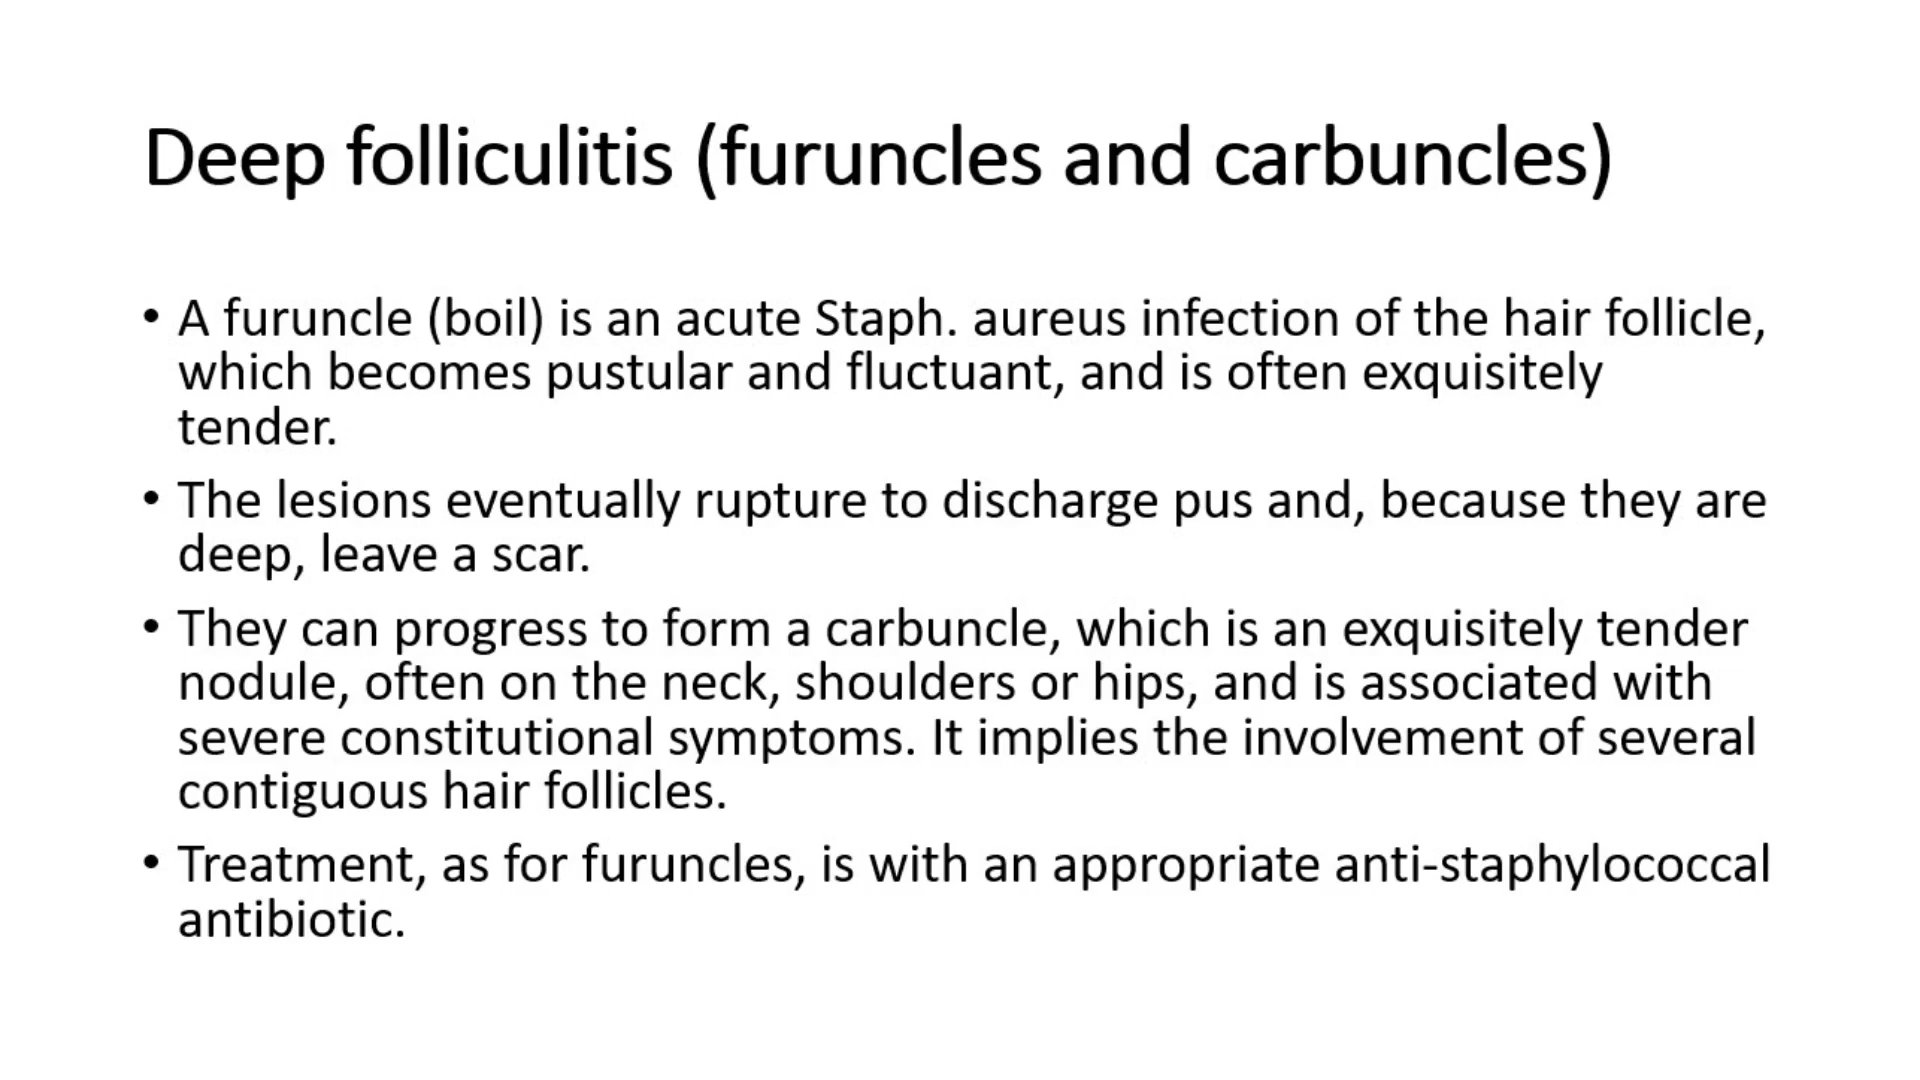 Deep folliculitis (furuncles and carbuncles)
• A furuncle (boil) is an acute Staph. aureus infection of the hair follicle,
which becomes pustular and fluctuant, and is often exquisitely
tender.
• The lesions eventually rupture to discharge pus and, because they are
deep, leave a scar.
• They can progress to form a carbuncle, which is an exquisitely tender
nodule, often on the neck, shoulders or hips, and is associated with
severe constitutional symptoms. It implies the involvement of several
contiguous hair follicles.
• Treatment, as for furuncles, is with an appropriate anti-staphylococcal
antibiotic.